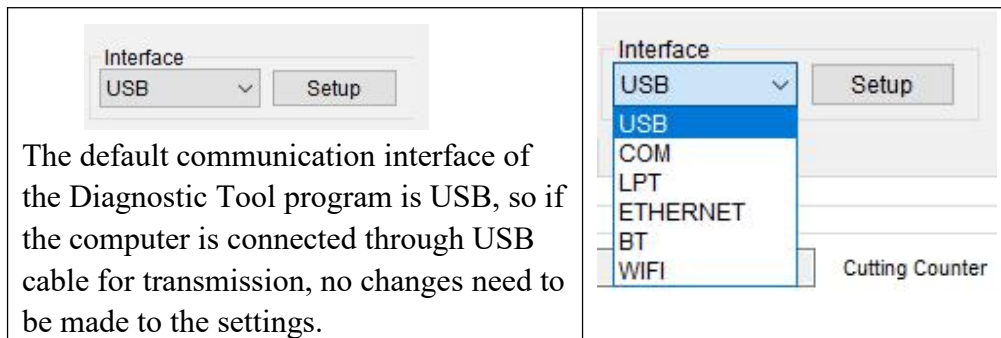 Interface
USB Setup
The default communication interface of
the Diagnostic Tool program is USB, so if
the computer is connected through USB
cable for transmission, no changes need to
be made to the settings.
Interface
USB Setup
USB
COM
LPT
ETHERNET
BT
WIFI
Cutting Counter